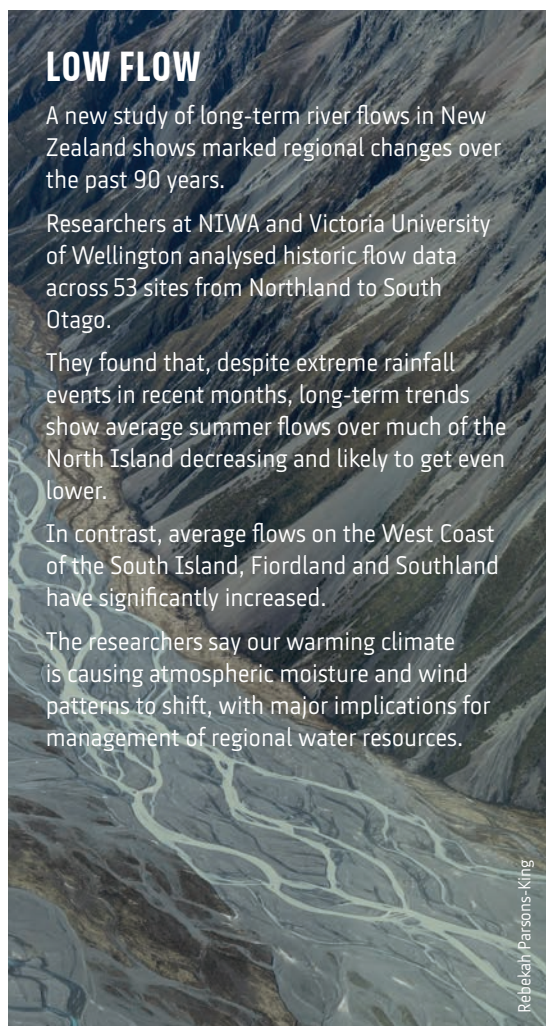 LOW FLOW
A new study of long-term river flows in New
Zealand shows marked regional changes over
the past 90 years.
Researchers at NIWA and Victoria University
of Wellington analysed historic flow data
across 53 sites from Northland to South
Otago.
They found that, despite extreme rainfall
events in recent months, long-term trends
show average summer flows over much of the
North Island decreasing and likely to get even
lower.
In contrast, average flows on the West Coast
of the South Island, Fiordland and Southland
have significantly increased.
The researchers say our warming climate
is causing atmospheric moisture and wind
patterns to shift, with major implications for
management of regional water resources.
Rebekah Parsons-King